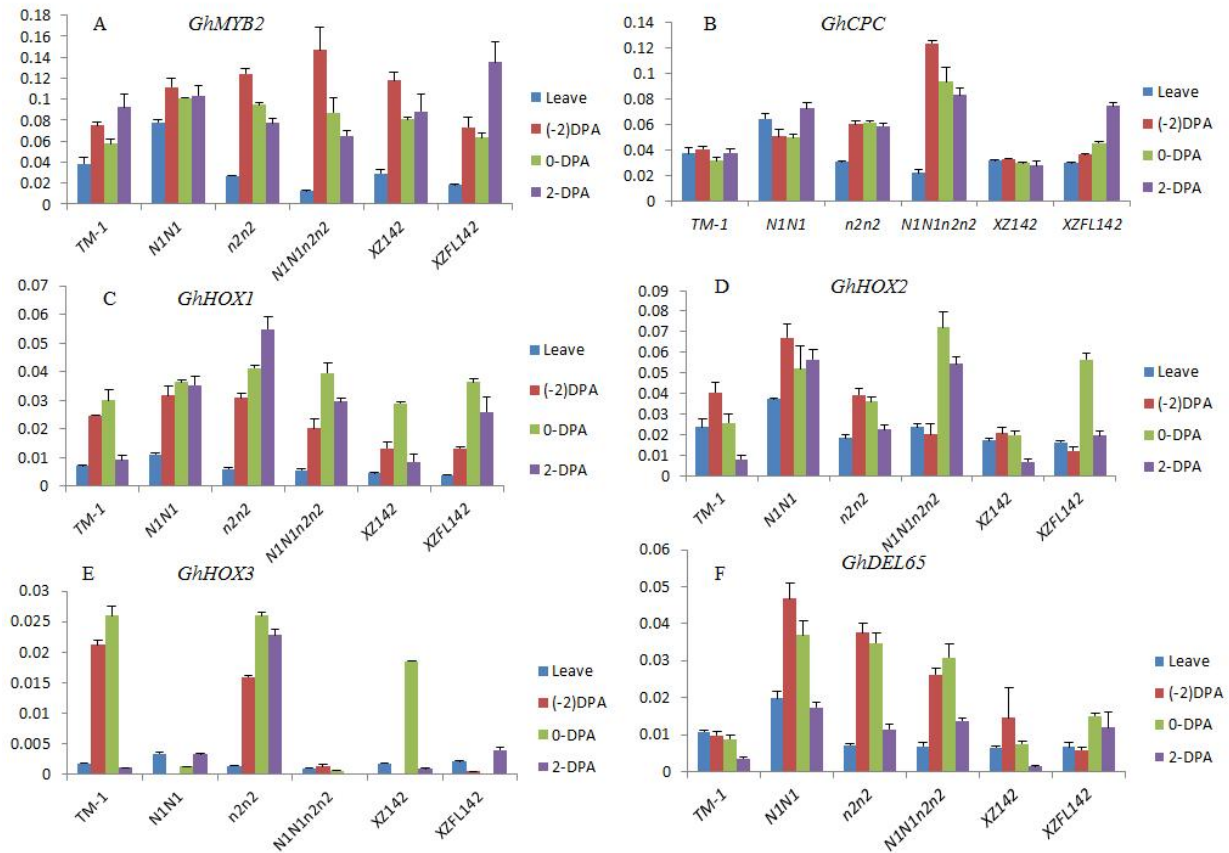 A GhMYB2
0.18
0.16
0.14
0.12
0.1
0.08
0.06
0.04
0.02
0
TM-1 N1N1 n2n2 N1N1n2n2 XZ142 XZFL142
Leave
(-2)DPA
0-DPA
2-DPA
B GhCPC
0.14
0.12
0.10
0.08
0.06
0.04
0.02
0
TM-1 N1N1 n2n2 N1N1n2n2 XZ142 XZFL142
Leave
(-2)DPA
0-DPA
2-DPA
C GhHOX1
0.07
0.06
0.05
0.04
0.03
0.02
0.01
0
TM-1 N1N1 n2n2 N1N1n2n2 XZ142 XZFL142
Leave
(-2)DPA
0-DPA
2-DPA
D GhHOX2
0.09
0.08
0.07
0.06
0.05
0.04
0.03
0.02
0.01
0
TM-1 N1N1 n2n2 N1N1n2n2 XZ142 XZFL142
Leave
(-2)DPA
0-DPA
2-DPA
E GhHOX3
0.03
0.025
0.02
0.015
0.01
0.005
0
TM-1 N1N1 n2n2 N1N1n2n2 XZ142 XZFL142
Leave
(-2)DPA
0-DPA
2-DPA
F GhDEL65
0.06
0.05
0.04
0.03
0.02
0.01
0
TM-1 N1N1 n2n2 N1N1n2n2 XZ142 XZFL142
Leave
(-2)DPA
0-DPA
2-DPA